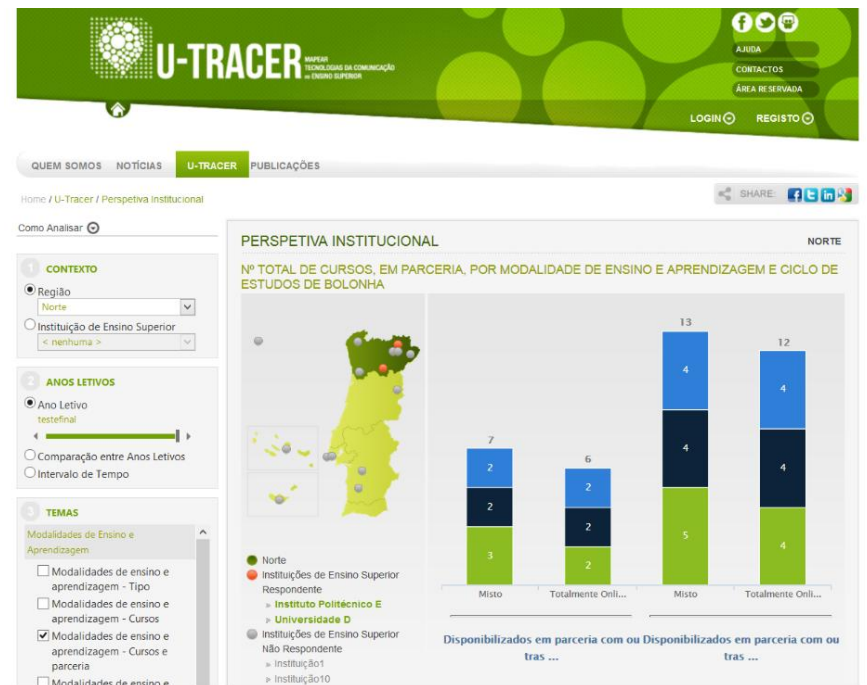 U-TRACER
MAPEAR
TECNOLOGIAS DA COMUNICAÇÃO
NO ENSINO SUPERIOR
AJUDA
CONTACTOS
ÁREA RESERVADA
LOGIN
REGISTO
QUEM SOMOS
NOTÍCIAS
U-TRACER
PUBLICAÇÕES
Home / U-Tracer / Perspetiva Institucional
SHARE:
Como Analisar
1 CONTEXTO
Região
Norte
Instituição de Ensino Superior
< nenhuma >
2 ANOS LETIVOS
Ano Letivo
testefinal
Comparação entre Anos Letivos
Intervalo de Tempo
3 TEMAS
Modalidades de Ensino e
Aprendizagem
Modalidades de ensino e
aprendizagem - Tipo
Modalidades de ensino e
aprendizagem - Cursos
Modalidades de ensino e
aprendizagem - Cursos e
parceria
Modalidades de ensino e
PERSPETIVA INSTITUCIONAL
NORTE
Nº TOTAL DE CURSOS, EM PARCERIA, POR MODALIDADE DE ENSINO E APRENDIZAGEM E CICLO DE
ESTUDOS DE BOLONHA
Norte
Instituições de Ensino Superior
Respondente
Instituto Politécnico E
Universidade D
Instituições de Ensino Superior
Não Respondente
Instituição1
Instituição10
7
2
2
3
6
2
2
2
13
4
4
5
12
4
4
4
Misto
Totalmente Onli...
Misto
Totalmente Onli...
Disponibilizados em parceria com ou
tras ...
Disponibilizados em parceria com ou
tras ...